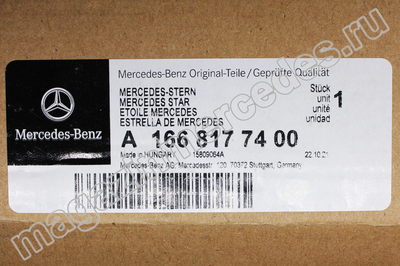 Mercedes-Benz Original-Teile/Geprüfte Qualität
MERCEDES-STERN
MERCEDES STAR
ETOILE MERCEDES
ESTRELLA DE MERCEDES
Stück
unit
unité
unidad
1
Mercedes-Benz
A 166 817 74 00
Made in HUNGARY 15809064A 22.10.21
Mercedes-Benz AG, Mercedesstr. 120, 70372 Stuttgart, Germany
magazin-mercedes.ru